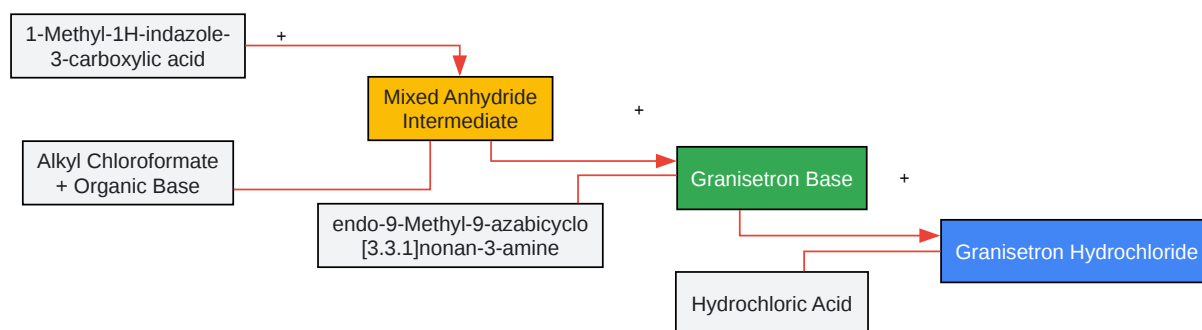 1-Methyl-1H-indazole-
3-carboxylic acid
+
Mixed Anhydride
Intermediate
+
Alkyl Chloroformate
+ Organic Base
Granisetron Base
+
endo-9-Methyl-9-azabicyclo
[3.3.1]nonan-3-amine
Granisetron Hydrochloride
Hydrochloric Acid